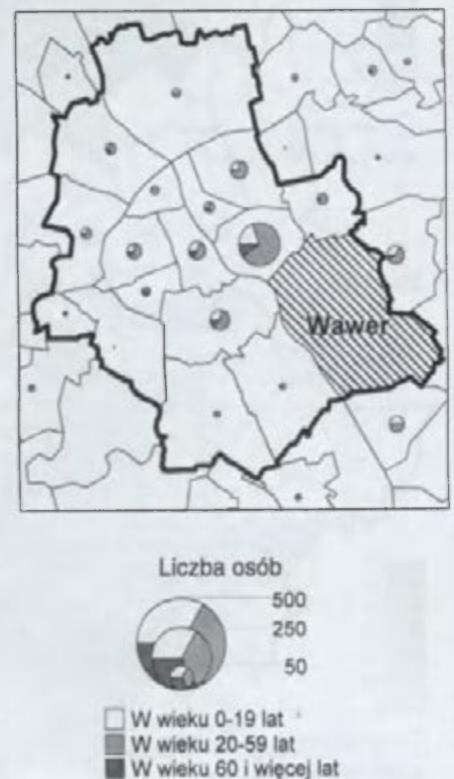 Wawer
Liczba osób
500
250
50
W wieku 0-19 lat
W wieku 20-59 lat
W wieku 60 i więcej lat